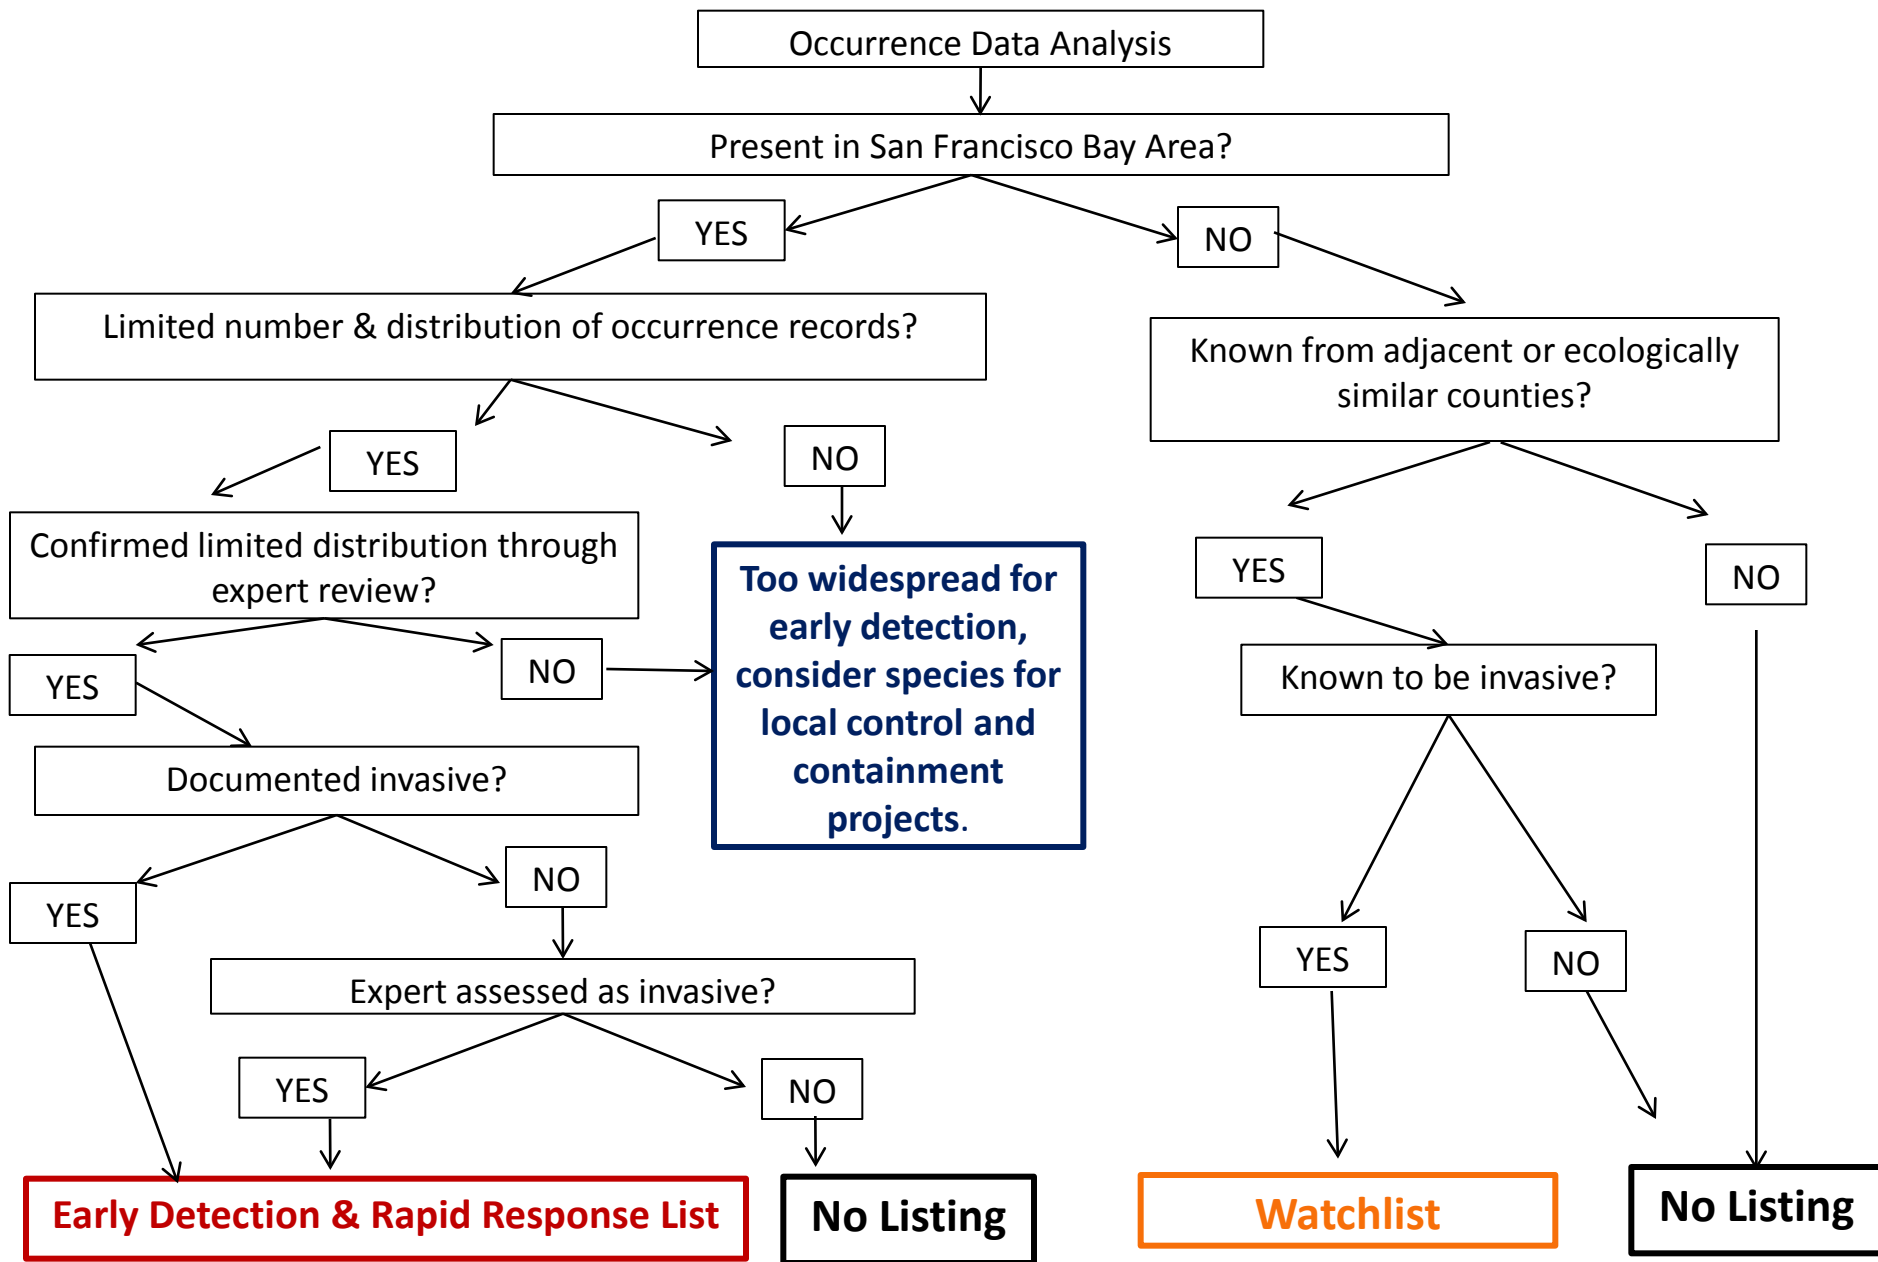 Occurrence Data Analysis
Present in San Francisco Bay Area?
YES
NO
Limited number & distribution of occurrence records?
Known from adjacent or ecologically
similar counties?
YES
NO
Confirmed limited distribution through
expert review?
Too widespread for
early detection,
consider species for
local control and
containment
projects.
YES
NO
YES
NO
Known to be invasive?
Documented invasive?
YES
NO
YES
NO
Expert assessed as invasive?
YES
NO
Early Detection & Rapid Response List
No Listing
Watchlist
No Listing